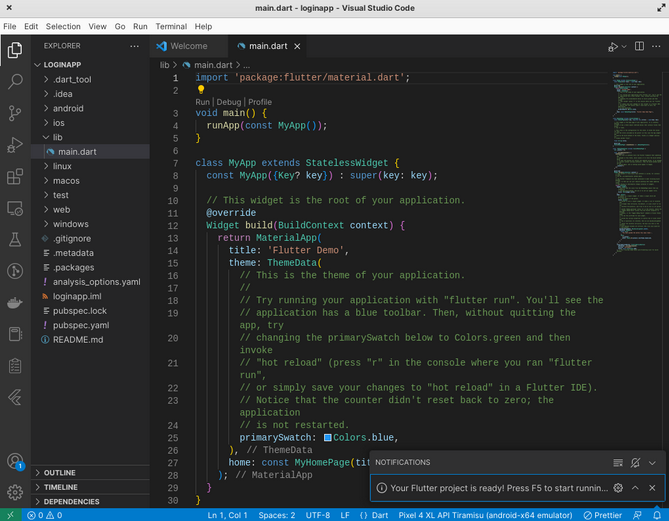 main.dart - loginapp - Visual Studio Code
File Edit Selection View Go Run Terminal Help
EXPLORER
LOGINAPP
.dart_tool
.idea
android
ios
lib
main.dart
linux
macos
test
web
windows
.gitignore
.metadata
.packages
analysis_options.yaml
loginapp.iml
pubspec.lock
pubspec.yaml
README.md
OUTLINE
TIMELINE
DEPENDENCIES
1
Welcome
main.dart
lib > main.dart > ...
1 import 'package:flutter/material.dart';
2
Run | Debug | Profile
3 void main() {
4 runApp(const MyApp());
5 }
6
7 class MyApp extends StatelessWidget {
8 const MyApp({Key? key}) : super(key: key);
9
10 // This widget is the root of your application.
11 @override
12 Widget build(BuildContext context) {
13 return MaterialApp(
14 title: 'Flutter Demo',
15 theme: ThemeData(
16 // This is the theme of your application.
17 //
18 // Try running your application with "flutter run". You'll see the
19 // application has a blue toolbar. Then, without quitting the
app, try
20 // changing the primarySwatch below to Colors.green and then
invoke
21 // "hot reload" (press "r" in the console where you ran "flutter
run",
22 // or simply save your changes to "hot reload" in a Flutter IDE).
23 // Notice that the counter didn't reset back to zero; the
application
24 // is not restarted.
25 primarySwatch: Colors.blue,
26 ), // ThemeData
27 home: const MyHomePage(tit
28 ); // MaterialApp
29 }
30 }
NOTIFICATIONS
Your Flutter project is ready! Press F5 to start runnin...
0 0 Ln 1, Col 1 Spaces: 2 UTF-8 LF {} Dart Pixel 4 XL API Tiramisu (android-x64 emulator) Prettier